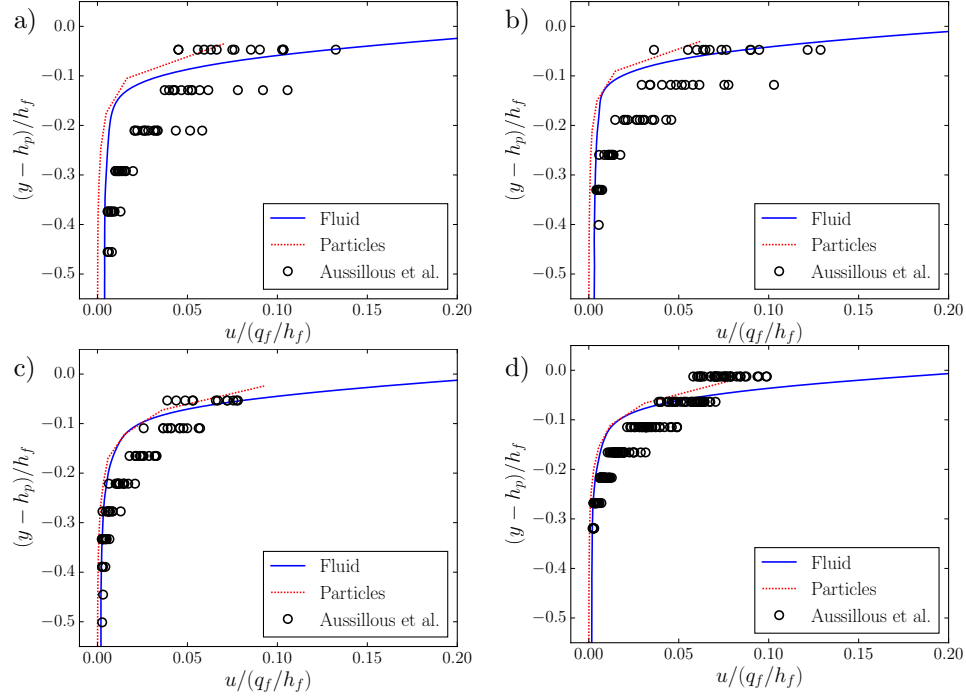 a)
0.0
−0.1
−0.2
−0.3
−0.4
−0.5
(y − h_p)/h_f
Fluid
Particles
Aussillous et al.
0.00 0.05 0.10 0.15 0.20
u/(q_f/h_f)
b)
0.0
−0.1
−0.2
−0.3
−0.4
−0.5
(y − h_p)/h_f
Fluid
Particles
Aussillous et al.
0.00 0.05 0.10 0.15 0.20
u/(q_f/h_f)
c)
0.0
−0.1
−0.2
−0.3
−0.4
−0.5
(y − h_p)/h_f
Fluid
Particles
Aussillous et al.
0.00 0.05 0.10 0.15 0.20
u/(q_f/h_f)
d)
0.0
−0.1
−0.2
−0.3
−0.4
−0.5
(y − h_p)/h_f
Fluid
Particles
Aussillous et al.
0.00 0.05 0.10 0.15 0.20
u/(q_f/h_f)